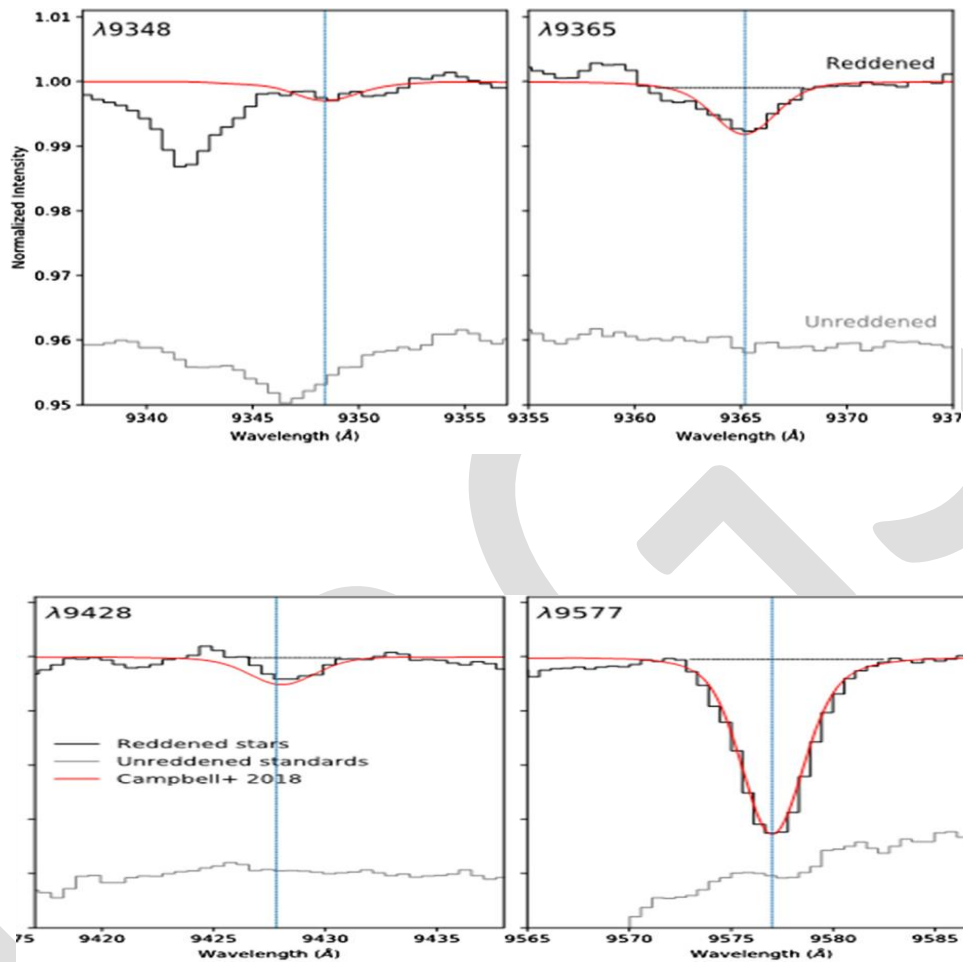 λ9348
λ9365
Reddened
Unreddened
1.01
1.00
0.99
0.98
0.97
0.96
0.95
Normalized Intensity
9340 9345 9350 9355
Wavelength (Å)
9355 9360 9365 9370 937
Wavelength (Å)
λ9428
λ9577
Reddened stars
Unreddened standards
Campbell+ 2018
75 9420 9425 9430 9435
Wavelength (Å)
9565 9570 9575 9580 9585
Wavelength (Å)